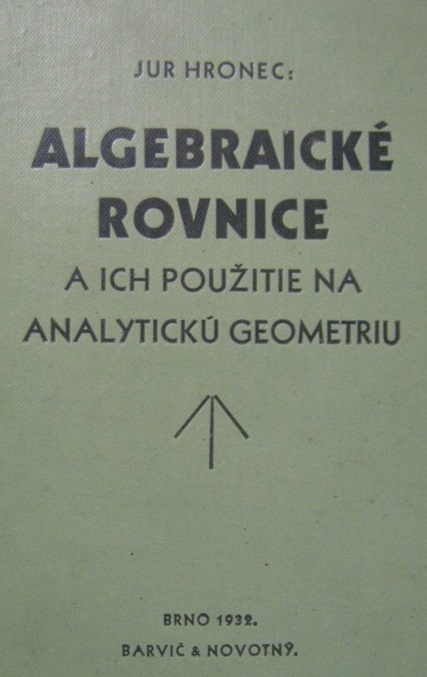 JUR HRONEC:
ALGEBRAICKÉ
ROVNICE
A ICH POUŽITIE NA
ANALYTICKÚ GEOMETRIU
BRNO 1932.
BARVIČ & NOVOTNÝ.